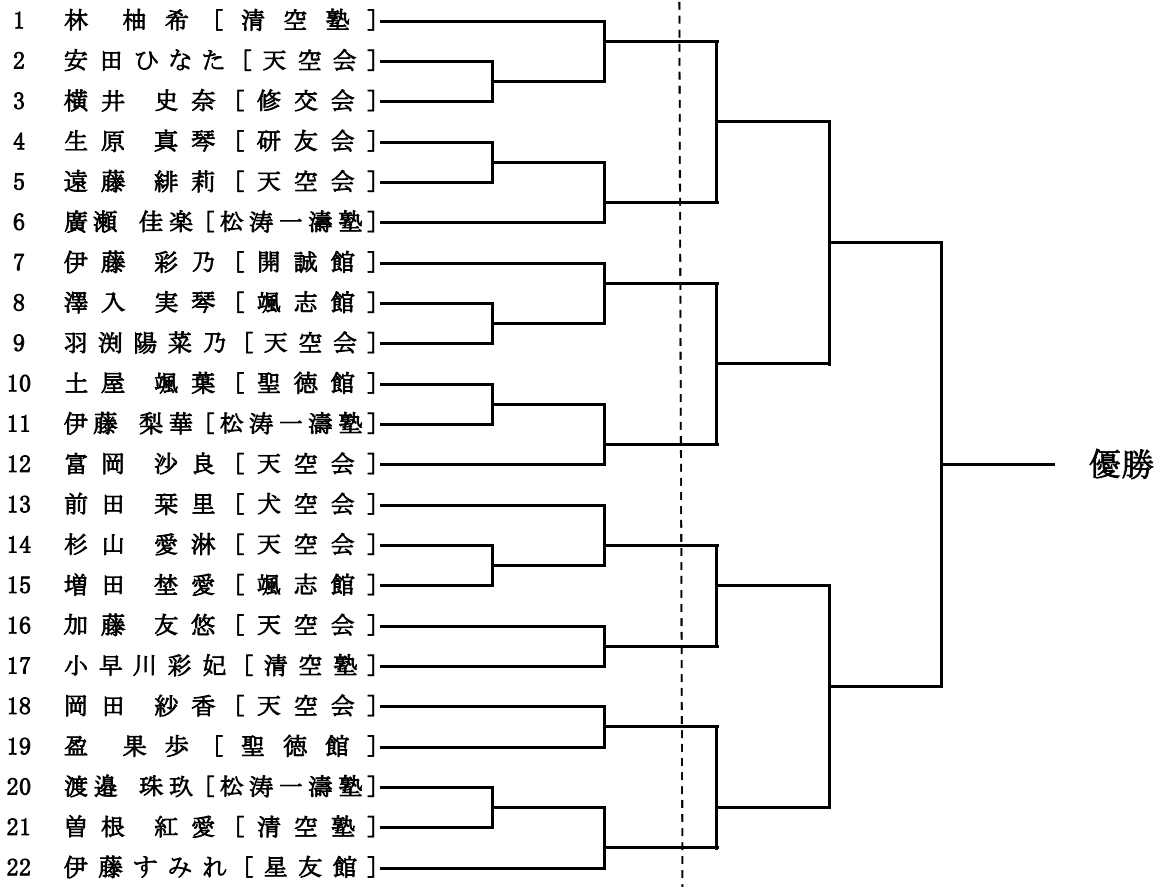 1 林 柚希 [清空塾]
2 安田ひなた [天空会]
3 横井 史奈 [修交会]
4 生原 真琴 [研友会]
5 遠藤 緋莉 [天空会]
6 廣瀬 佳楽 [松涛一濤塾]
7 伊藤 彩乃 [開誠館]
8 澤入 実琴 [颯志館]
9 羽渕陽菜乃 [天空会]
10 土屋 颯葉 [聖徳館]
11 伊藤 梨華 [松涛一濤塾]
12 富岡 沙良 [天空会]
優勝
13 前田 栞里 [犬空会]
14 杉山 愛淋 [天空会]
15 増田 埜愛 [颯志館]
16 加藤 友悠 [天空会]
17 小早川彩妃 [清空塾]
18 岡田 紗香 [天空会]
19 盈 果歩 [聖徳館]
20 渡邉 珠玖 [松涛一濤塾]
21 曽根 紅愛 [清空塾]
22 伊藤すみれ [星友館]